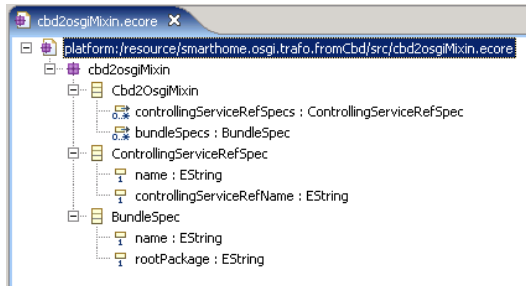 cbd2osgiMixin.ecore
platform:/resource/smarthome.osgi.trafo.fromCbd/src/cbd2osgiMixin.ecore
cbd2osgiMixin
Cbd2OsgiMixin
0..* controllingServiceRefSpecs : ControllingServiceRefSpec
0..* bundleSpecs : BundleSpec
ControllingServiceRefSpec
1 name : EString
1 controllingServiceRefName : EString
BundleSpec
1 name : EString
1 rootPackage : EString